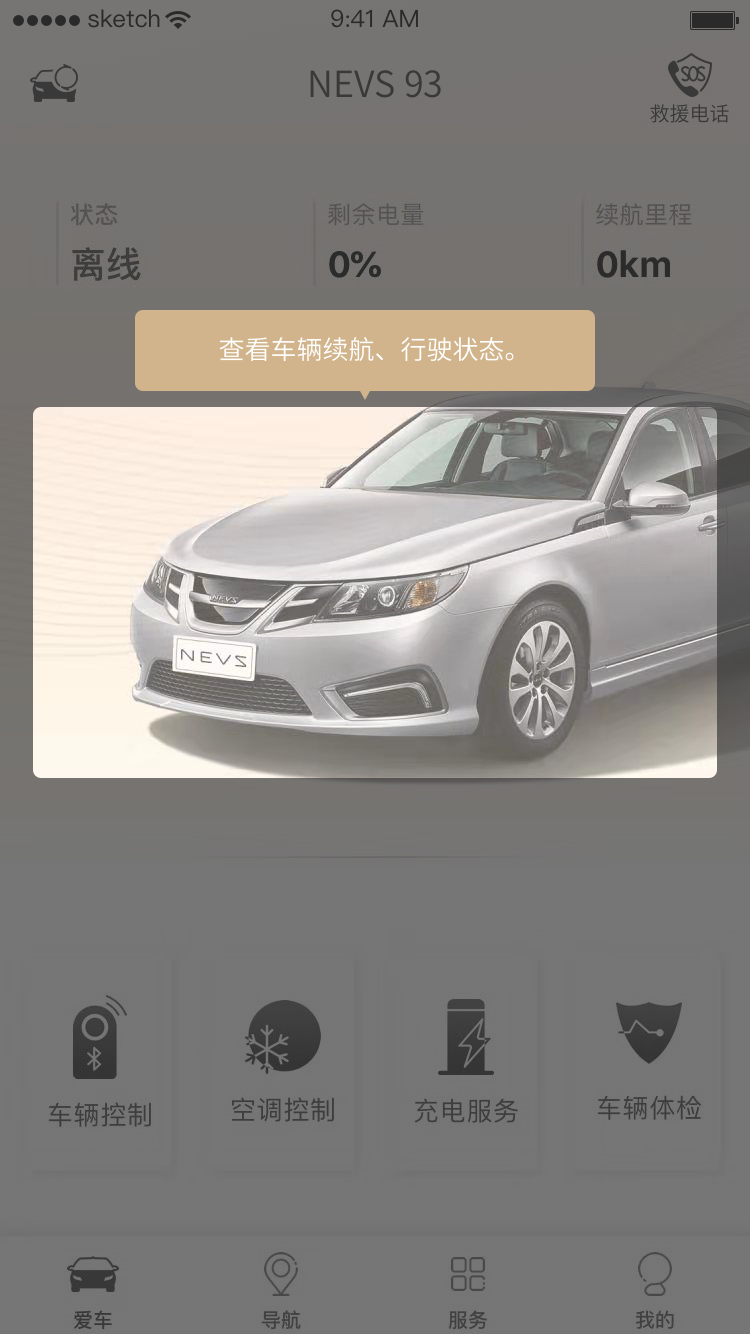 sketch 9:41 AM
NEVS 93
SOS
救援电话
状态 剩余电量 续航里程
离线 0% 0km
查看车辆续航、行驶状态。
NEVS
NEVS
车辆控制 空调控制 充电服务 车辆体检
爱车 导航 服务 我的